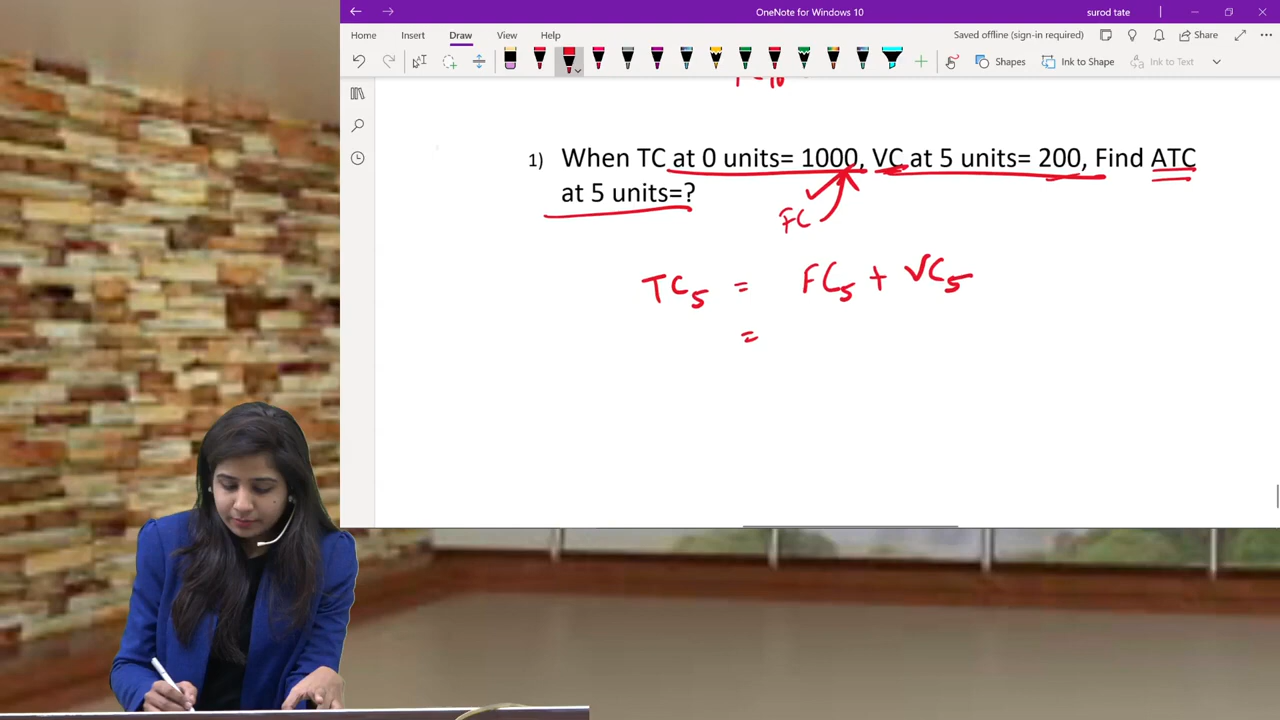 OneNote for Windows 10
surod tate
Home Insert Draw View Help
Saved offline (sign-in required)
Share
Shapes
Ink to Shape
Ink to Text
1) When TC at 0 units= 1000, VC at 5 units= 200, Find ATC
at 5 units=?
FC
TC5 = FC5 + VC5
=